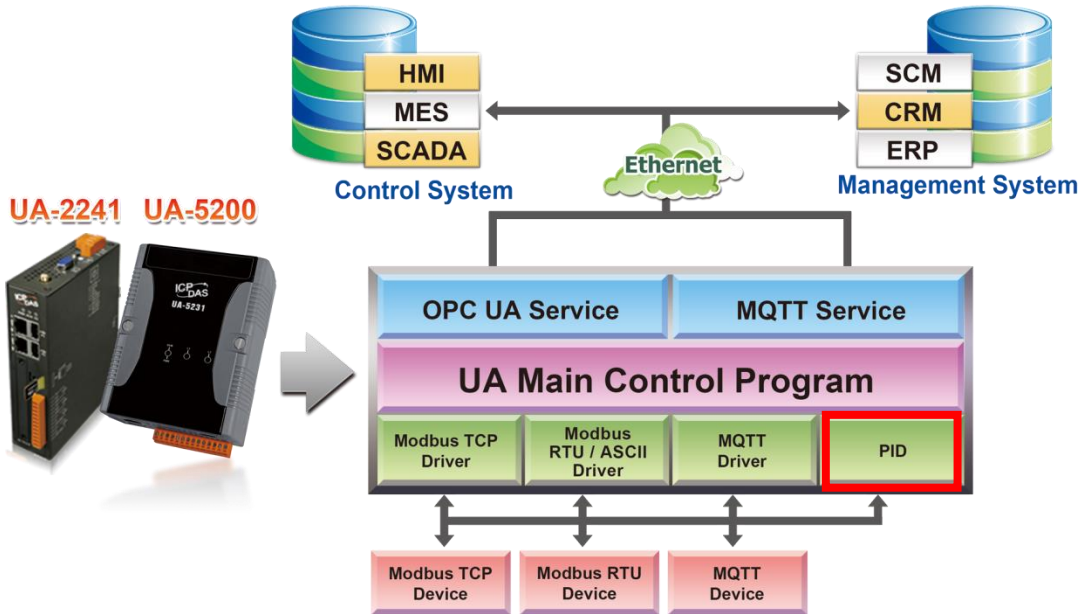 HMI
MES
SCADA
Control System
SCM
CRM
ERP
Management System
Ethernet
UA-2241 UA-5200
ICP
DAS
ICP
DAS
UA-5231
OPC UA Service
MQTT Service
UA Main Control Program
Modbus TCP
Driver
Modbus
RTU / ASCII
Driver
MQTT
Driver
PID
Modbus TCP
Device
Modbus RTU
Device
MQTT
Device